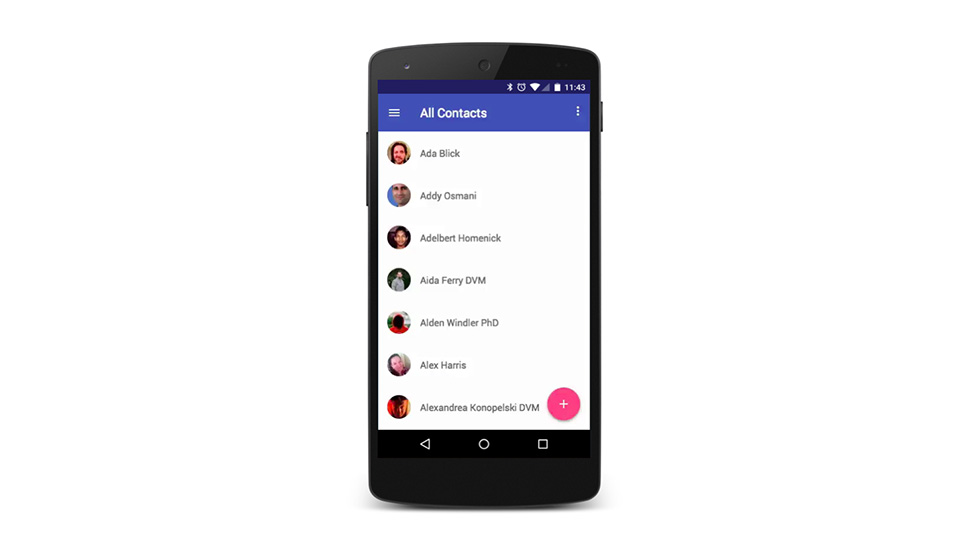 11:43
All Contacts
Ada Blick
Addy Osmani
Adelbert Homenick
Aida Ferry DVM
Alden Windler PhD
Alex Harris
Alexandrea Konopelski DVM